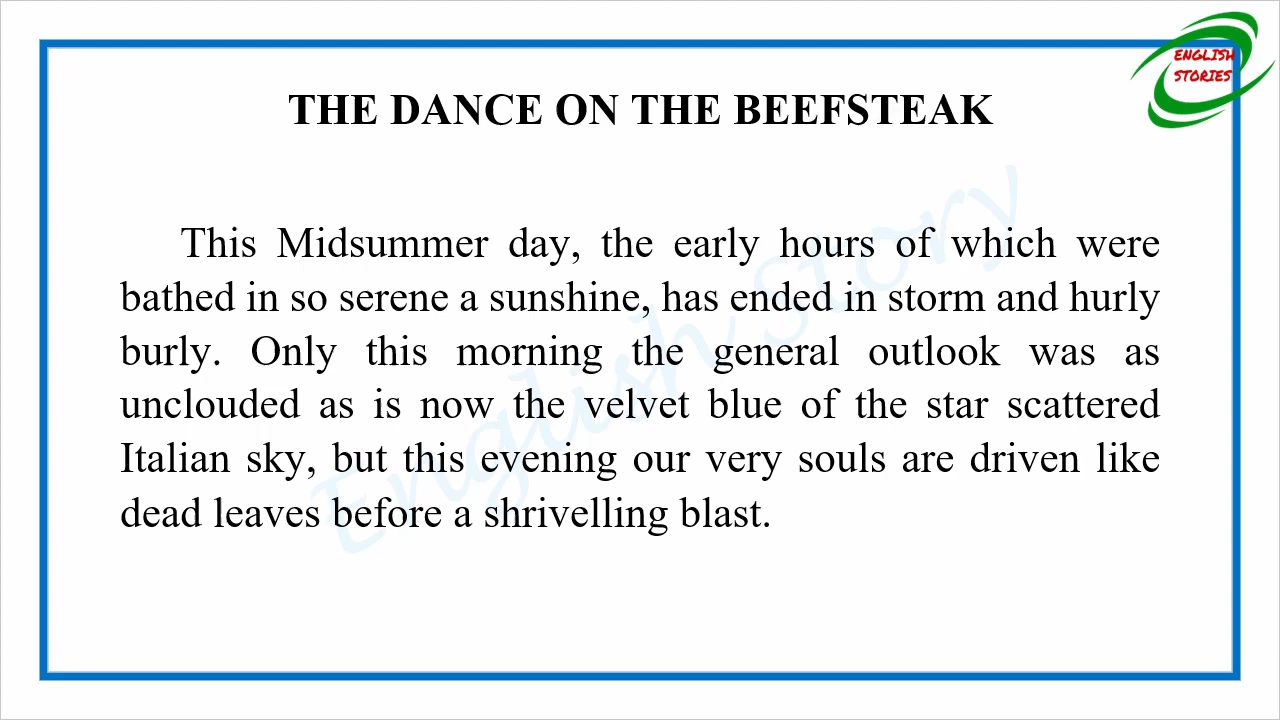 ENGLISH
STORIES
THE DANCE ON THE BEEFSTEAK
This Midsummer day, the early hours of which were
bathed in so serene a sunshine, has ended in storm and hurly
burly. Only this morning the general outlook was as
unclouded as is now the velvet blue of the star scattered
Italian sky, but this evening our very souls are driven like
dead leaves before a shrivelling blast.
English Story